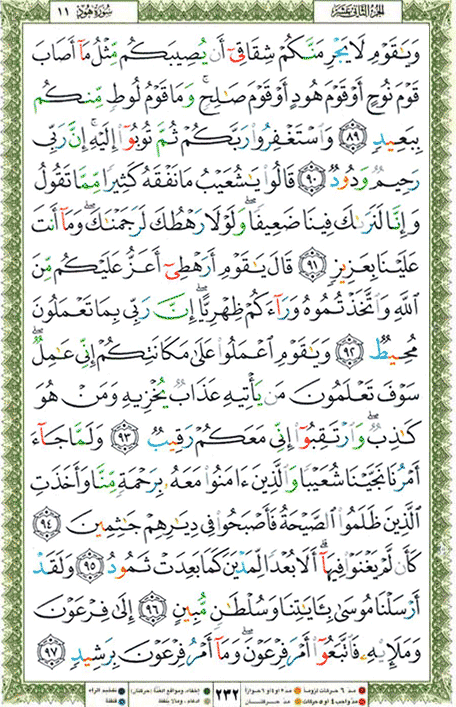 الجزء الثاني عشر
سورة هود ١١
وَيَٰقَوْمِ لَا يَجْرِمَنَّكُمْ شِقَاقِىٓ أَن يُصِيبَكُم مِّثْلُ مَآ أَصَابَ
قَوْمَ نُوحٍ أَوْ قَوْمَ هُودٍ أَوْ قَوْمَ صَٰلِحٍ ۚ وَمَا قَوْمُ لُوطٍ مِّنكُم
بِبَعِيدٍ ٨٩ وَٱسْتَغْفِرُوا۟ رَبَّكُمْ ثُمَّ تُوبُوٓا۟ إِلَيْهِ ۚ إِنَّ رَبِّى
رَحِيمٌ وَدُودٌ ٩٠ قَالُوا۟ يَٰشُعَيْبُ مَا نَفْقَهُ كَثِيرًا مِّمَّا تَقُولُ
وَإِنَّا لَنَرَىٰكَ فِينَا ضَعِيفًا ۖ وَلَوْلَا رَهْطُكَ لَرَجَمْنَٰكَ ۖ وَمَآ أَنتَ
عَلَيْنَا بِعَزِيزٍ ٩١ قَالَ يَٰقَوْمِ أَرَهْطِىٓ أَعَزُّ عَلَيْكُم مِّنَ
ٱللَّهِ وَٱتَّخَذْتُمُوهُ وَرَآءَكُمْ ظِهْرِيًّا ۖ إِنَّ رَبِّى بِمَا تَعْمَلُونَ
مُحِيطٌ ٩٢ وَيَٰقَوْمِ ٱعْمَلُوا۟ عَلَىٰ مَكَانَتِكُمْ إِنِّى عَٰمِلٌ ۖ
سَوْفَ تَعْلَمُونَ مَن يَأْتِيهِ عَذَابٌ يُخْزِيهِ وَمَنْ هُوَ
كَٰذِبٌ ۖ وَٱرْتَقِبُوٓا۟ إِنِّى مَعَكُمْ رَقِيبٌ ٩٣ وَلَمَّا جَآءَ
أَمْرُنَا نَجَّيْنَا شُعَيْبًا وَٱلَّذِينَ ءَامَنُوا۟ مَعَهُۥ بِرَحْمَةٍ مِّنَّا وَأَخَذَتِ
ٱلَّذِينَ ظَلَمُوا۟ ٱلصَّيْحَةُ فَأَصْبَحُوا۟ فِى دِيَٰرِهِمْ جَٰثِمِينَ ٩٤
كَأَن لَّمْ يَغْنَوْا۟ فِيهَآ ۗ أَلَا بُعْدًا لِّمَدْيَنَ كَمَا بَعِدَتْ ثَمُودُ ٩٥ وَلَقَدْ
أَرْسَلْنَا مُوسَىٰ بِـَٔايَٰتِنَا وَسُلْطَٰنٍ مُّبِينٍ ٩٦ إِلَىٰ فِرْعَوْنَ
وَمَلَإِي۟هِۦ فَٱتَّبَعُوٓا۟ أَمْرَ فِرْعَوْنَ ۖ وَمَآ أَمْرُ فِرْعَوْنَ بِرَشِيدٍ ٩٧
٢٣٢